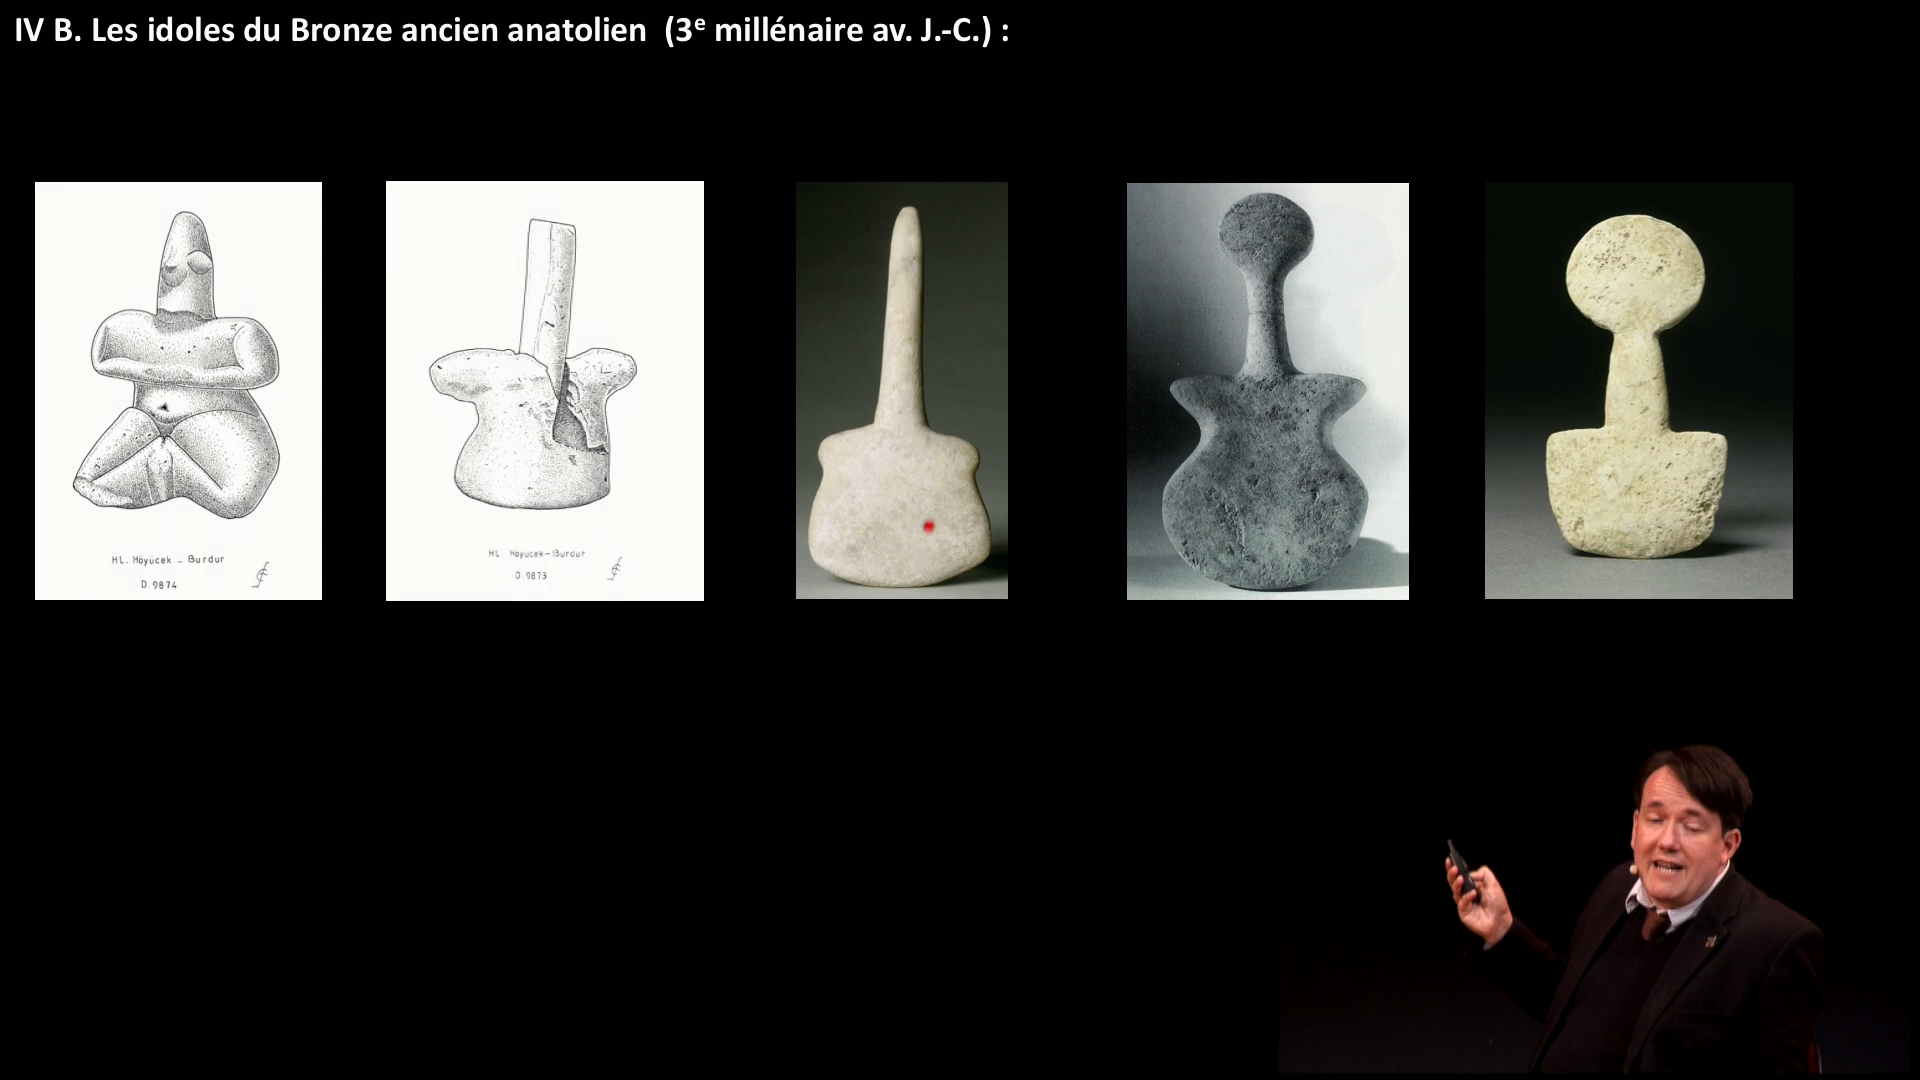 IV B. Les idoles du Bronze ancien anatolien (3e millénaire av. J.-C.) :
HL. Höyücek - Burdur
D.9874
HL Höyücek-Burdur
D.9873